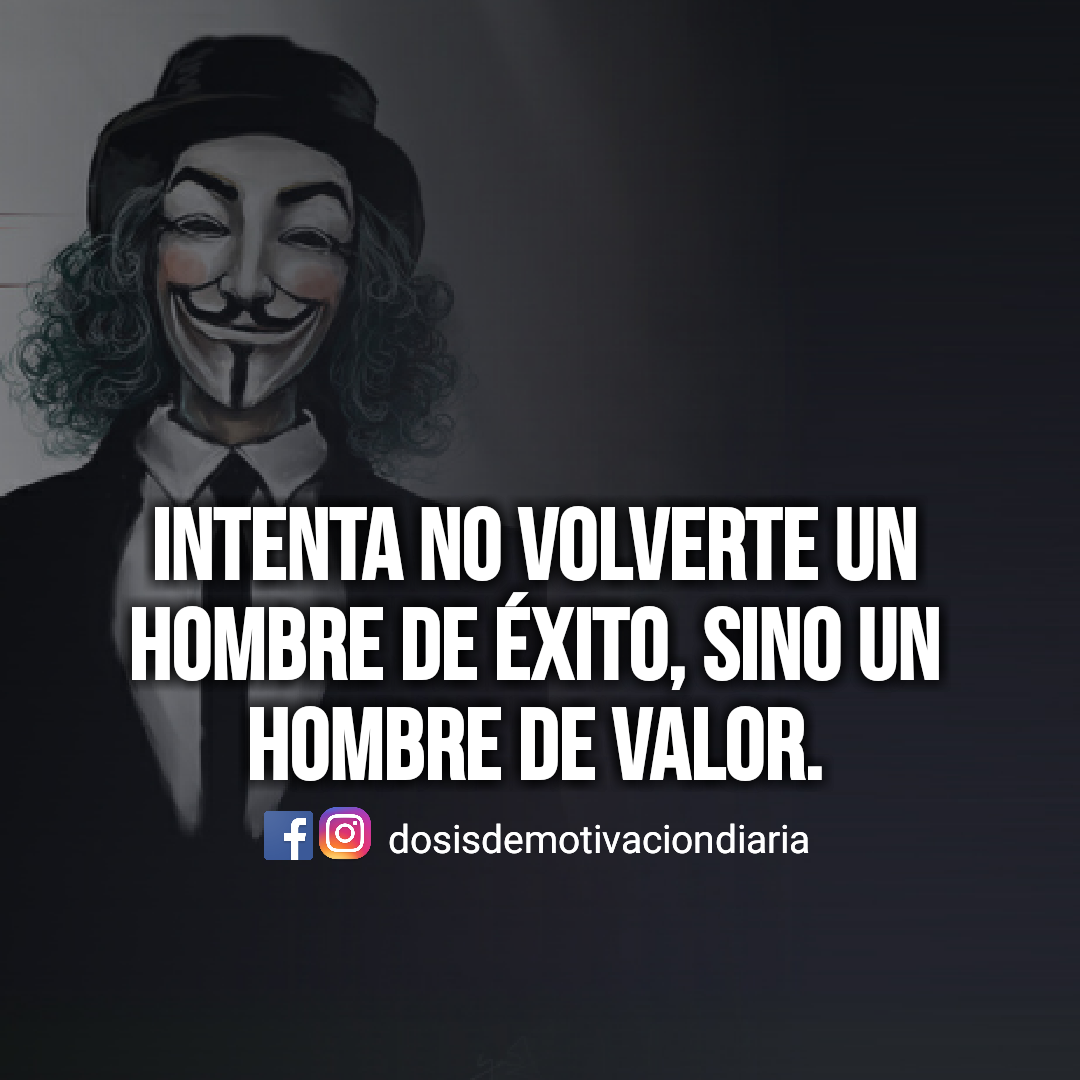 INTENTA NO VOLVERTE UN
HOMBRE DE ÉXITO, SINO UN
HOMBRE DE VALOR.
dosisdemotivaciondiaria